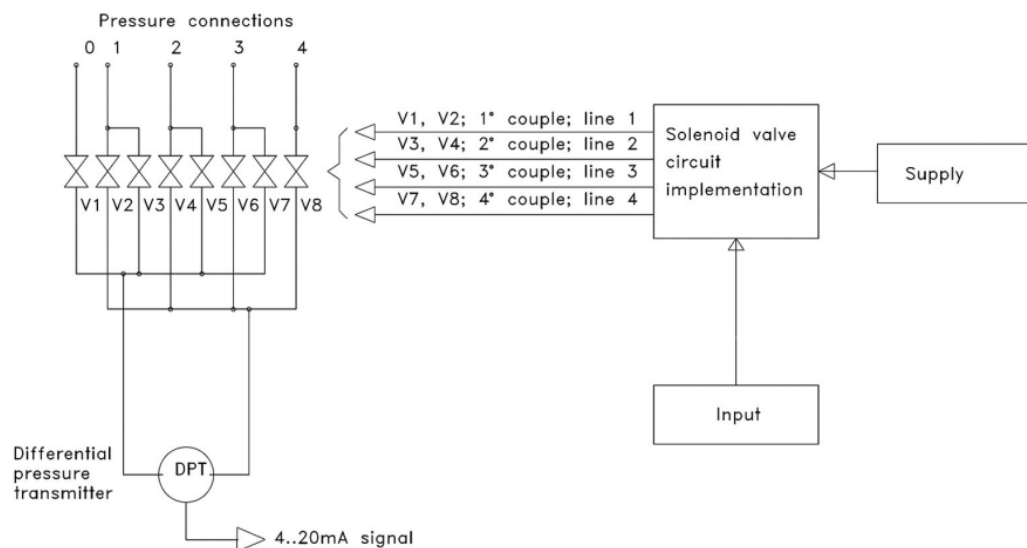 Pressure connections
0 1 2 3 4
V1 V2 V3 V4 V5 V6 V7 V8
V1, V2; 1° couple; line 1
V3, V4; 2° couple; line 2
V5, V6; 3° couple; line 3
V7, V8; 4° couple; line 4
Solenoid valve
circuit
implementation
Supply
Input
Differential
pressure
transmitter
DPT
4..20mA signal